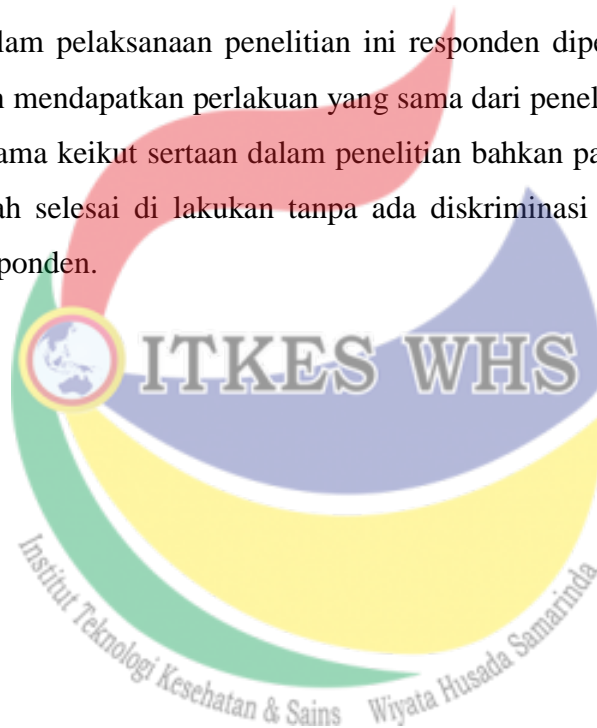 lam pelaksanaan penelitian ini responden dipe
n mendapatkan perlakuan yang sama dari penel
ama keikut sertaan dalam penelitian bahkan pa
ah selesai di lakukan tanpa ada diskriminasi
ponden.
ITKES WHS
Institut Teknologi Kesehatan & Sains Wiyata Husada Samarinda